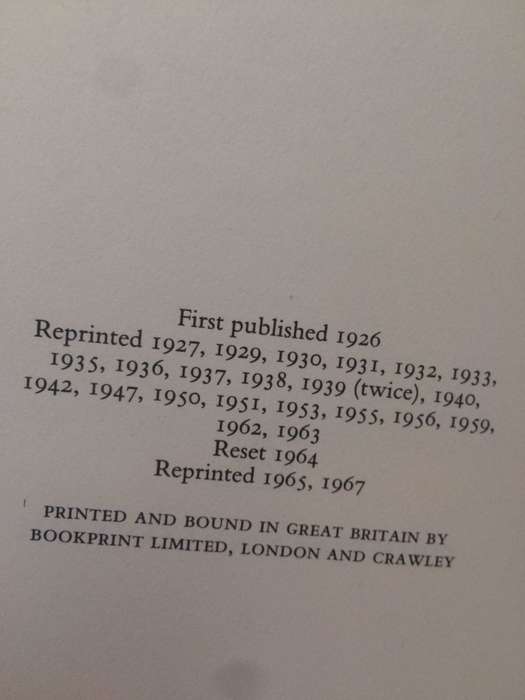 First published 1926
Reprinted 1927, 1929, 1930, 1931, 1932, 1933,
1935, 1936, 1937, 1938, 1939 (twice), 1940,
1942, 1947, 1950, 1951, 1953, 1955, 1956, 1959,
1962, 1963
Reset 1964
Reprinted 1965, 1967
PRINTED AND BOUND IN GREAT BRITAIN BY
BOOKPRINT LIMITED, LONDON AND CRAWLEY